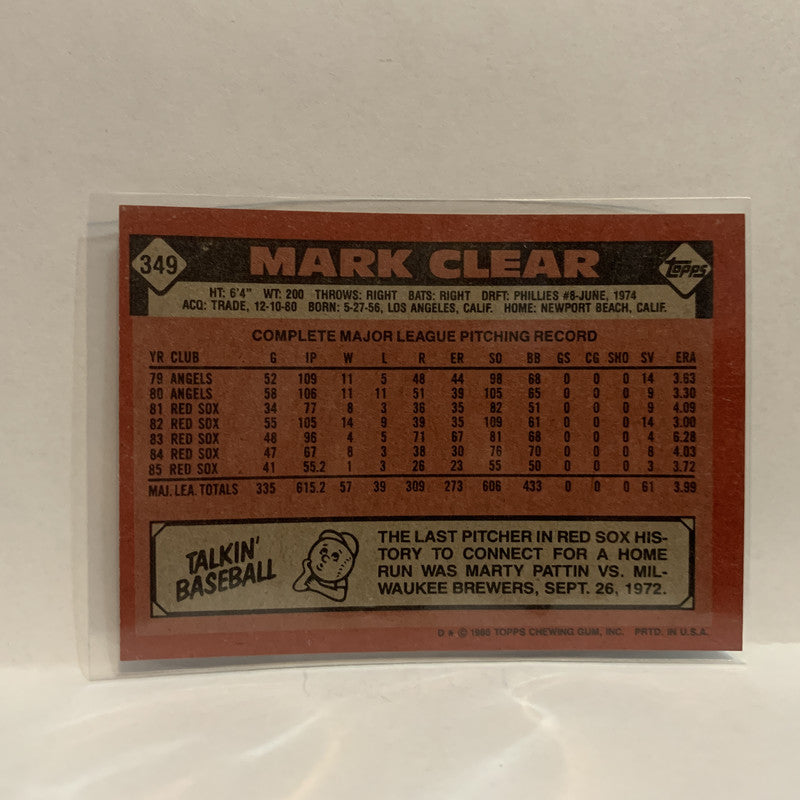 349 MARK CLEAR Topps
HT: 6'4" WT: 200 THROWS: RIGHT BATS: RIGHT DRFT: PHILLIES #8-JUNE, 1974
ACQ: TRADE, 12-10-80 BORN: 5-27-56, LOS ANGELES, CALIF. HOME: NEWPORT BEACH, CALIF.
COMPLETE MAJOR LEAGUE PITCHING RECORD
YR CLUB G IP W L R ER SO BB GS CG SHO SV ERA
79 ANGELS 52 109 11 5 48 44 98 68 0 0 0 14 3.63
80 ANGELS 58 106 11 11 51 39 105 65 0 0 0 9 3.30
81 RED SOX 34 77 8 3 36 35 82 51 0 0 0 9 4.09
82 RED SOX 55 105 14 9 39 35 109 61 0 0 0 14 3.00
83 RED SOX 48 96 4 5 71 67 81 68 0 0 0 4 6.28
84 RED SOX 47 67 8 3 38 30 76 70 0 0 0 8 4.03
85 RED SOX 41 55.2 1 3 26 23 55 50 0 0 0 3 3.72
MAJ. LEA. TOTALS 335 615.2 57 39 309 273 606 433 0 0 0 61 3.99
TALKIN'
BASEBALL
THE LAST PITCHER IN RED SOX HIS-
TORY TO CONNECT FOR A HOME
RUN WAS MARTY PATTIN VS. MIL-
WAUKEE BREWERS, SEPT. 26, 1972.
D * © 1986 TOPPS CHEWING GUM, INC. PRTD. IN U.S.A.